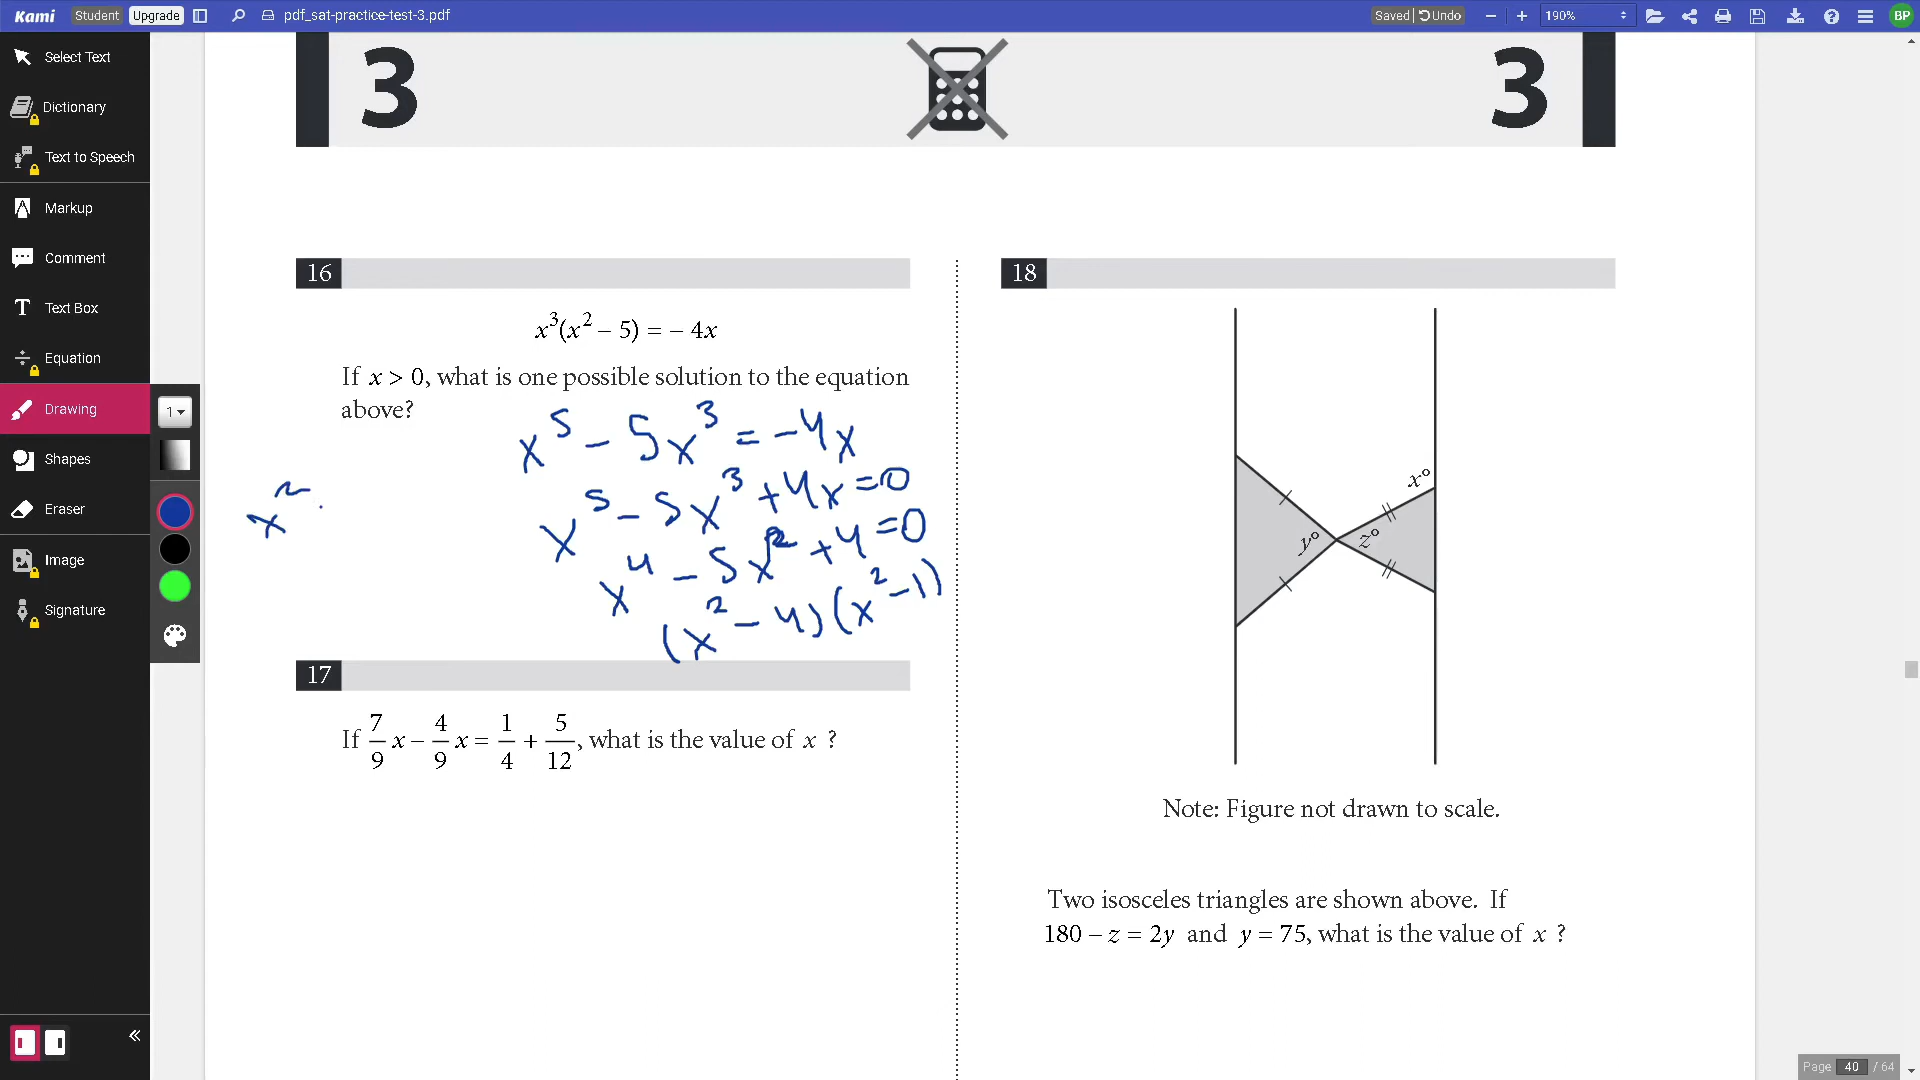 Kami Student Upgrade pdf_sat-practice-test-3.pdf Saved Undo 190% BP
Select Text
Dictionary
Text to Speech
Markup
Comment
Text Box
Equation
Drawing
Shapes
Eraser
Image
Signature
1
3 3
16
x³(x² – 5) = – 4x
If x > 0, what is one possible solution to the equation
above?
x⁵ - 5x³ = -4x
x⁵ - 5x³ + 4x = 0
x⁴ - 5x² + 4 = 0
(x² - 4)(x² - 1)
x²
17
If 7/9 x – 4/9 x = 1/4 + 5/12, what is the value of x ?
18
x°
y° z°
Note: Figure not drawn to scale.
Two isosceles triangles are shown above. If
180 – z = 2y and y = 75, what is the value of x ?
Page 40 / 64